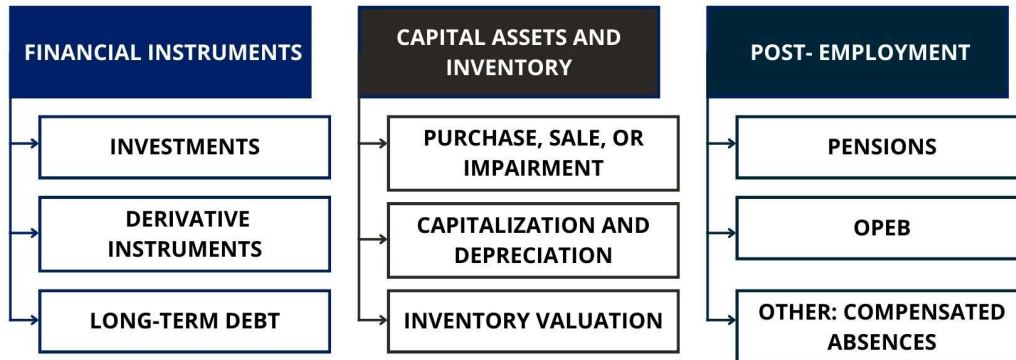 FINANCIAL INSTRUMENTS
INVESTMENTS
DERIVATIVE
INSTRUMENTS
LONG-TERM DEBT
CAPITAL ASSETS AND
INVENTORY
PURCHASE, SALE, OR
IMPAIRMENT
CAPITALIZATION AND
DEPRECIATION
INVENTORY VALUATION
POST- EMPLOYMENT
PENSIONS
OPEB
OTHER: COMPENSATED
ABSENCES